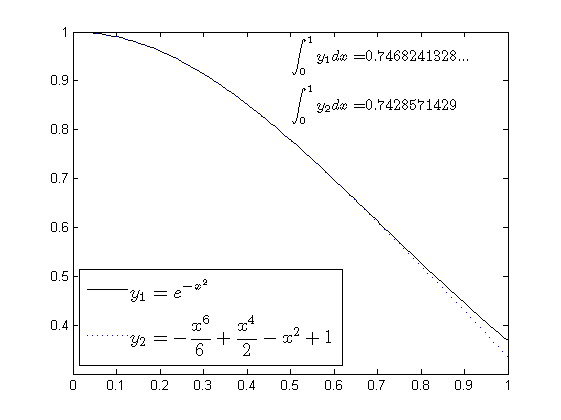 1
0.9
0.8
0.7
0.6
0.5
0.4
∫₀¹ y₁dx =0.7468241328...
∫₀¹ y₂dx =0.7428571429
y₁ = e^{-x²}
y₂ = -x⁶/6 + x⁴/2 - x² + 1
0 0.1 0.2 0.3 0.4 0.5 0.6 0.7 0.8 0.9 1